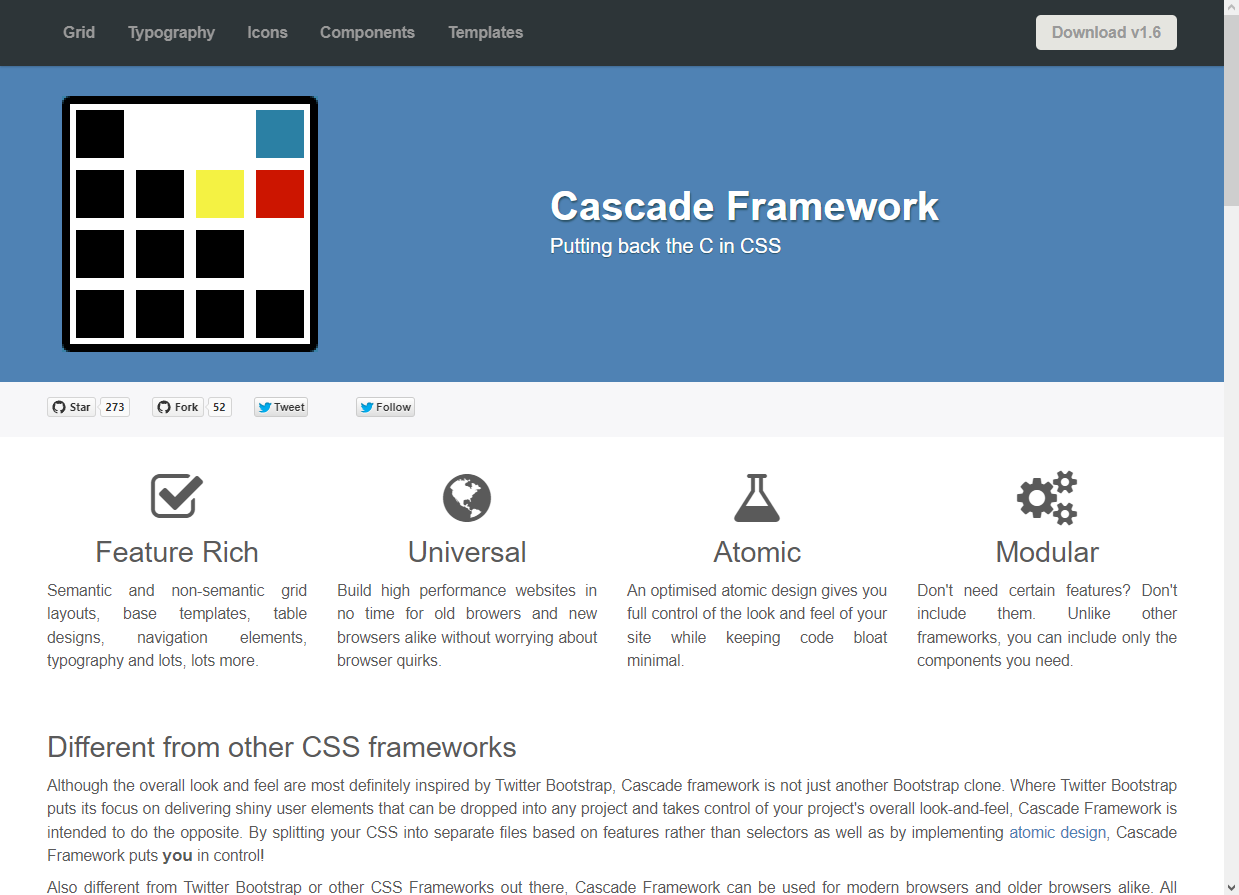 Grid Typography Icons Components Templates Download v1.6
Cascade Framework
Putting back the C in CSS
Star 273 Fork 52 Tweet Follow
Feature Rich
Semantic and non-semantic grid
layouts, base templates, table
designs, navigation elements,
typography and lots, lots more.
Universal
Build high performance websites in
no time for old browers and new
browsers alike without worrying about
browser quirks.
Atomic
An optimised atomic design gives you
full control of the look and feel of your
site while keeping code bloat
minimal.
Modular
Don't need certain features? Don't
include them. Unlike other
frameworks, you can include only the
components you need.
Different from other CSS frameworks
Although the overall look and feel are most definitely inspired by Twitter Bootstrap, Cascade framework is not just another Bootstrap clone. Where Twitter Bootstrap
puts its focus on delivering shiny user elements that can be dropped into any project and takes control of your project's overall look-and-feel, Cascade Framework is
intended to do the opposite. By splitting your CSS into separate files based on features rather than selectors as well as by implementing atomic design, Cascade
Framework puts you in control!
Also different from Twitter Bootstrap or other CSS Frameworks out there, Cascade Framework can be used for modern browsers and older browsers alike. All